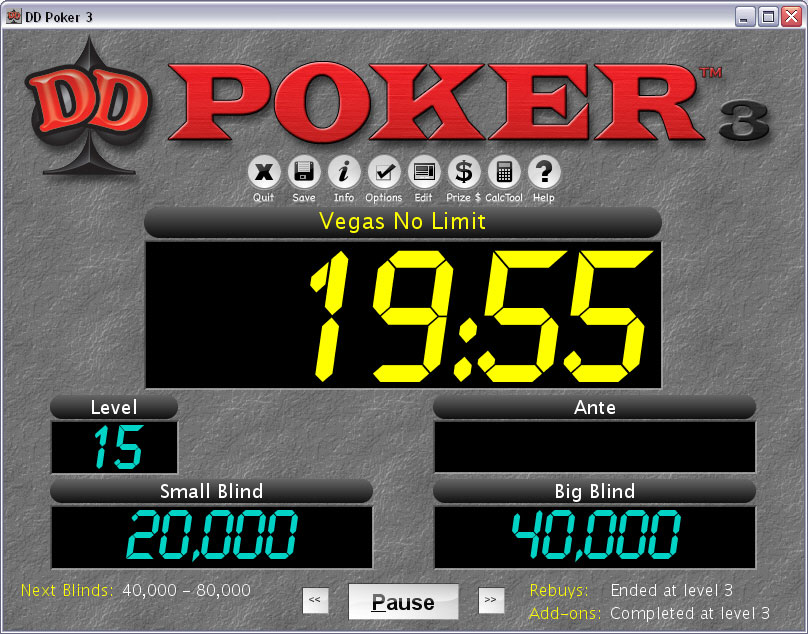 DD Poker 3
DD POKER™ 3
Quit Save Info Options Edit Prize $ CalcTool Help
Vegas No Limit
19:55
Level
Ante
15
Small Blind
Big Blind
20,000
40,000
Next Blinds: 40,000 - 80,000
<< Pause >>
Rebuys: Ended at level 3
Add-ons: Completed at level 3